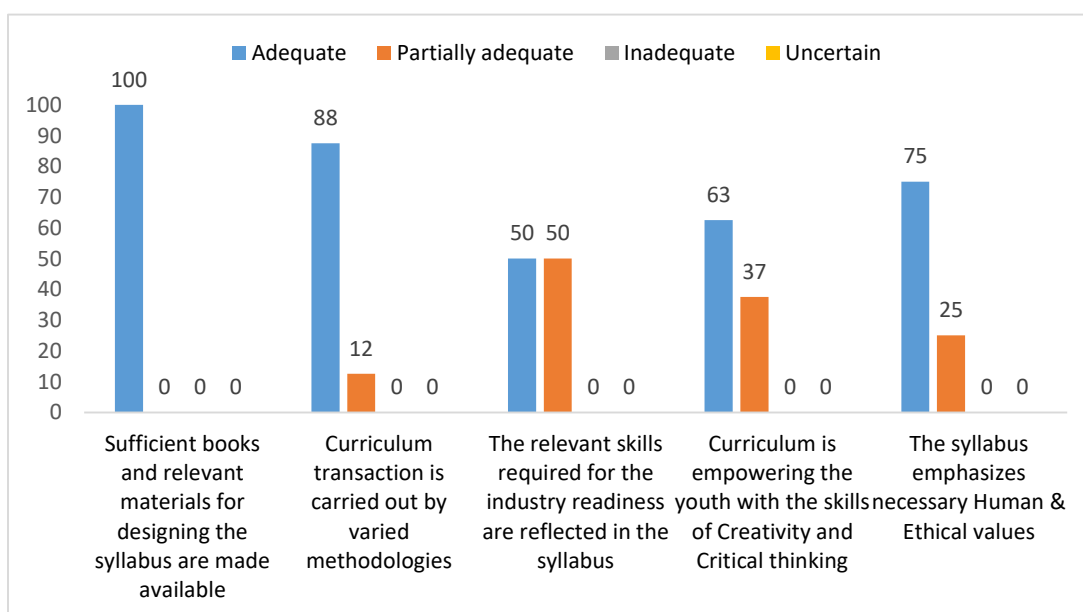 Adequate Partially adequate Inadequate Uncertain
100
90
80
70
60
50
40
30
20
10
0
100 0 0 0
88 12 0 0
50 50 0 0
63 37 0 0
75 25 0 0
Sufficient books
and relevant
materials for
designing the
syllabus are made
available
Curriculum
transaction is
carried out by
varied
methodologies
The relevant skills
required for the
industry readiness
are reflected in the
syllabus
Curriculum is
empowering the
youth with the skills
of Creativity and
Critical thinking
The syllabus
emphasizes
necessary Human &
Ethical values